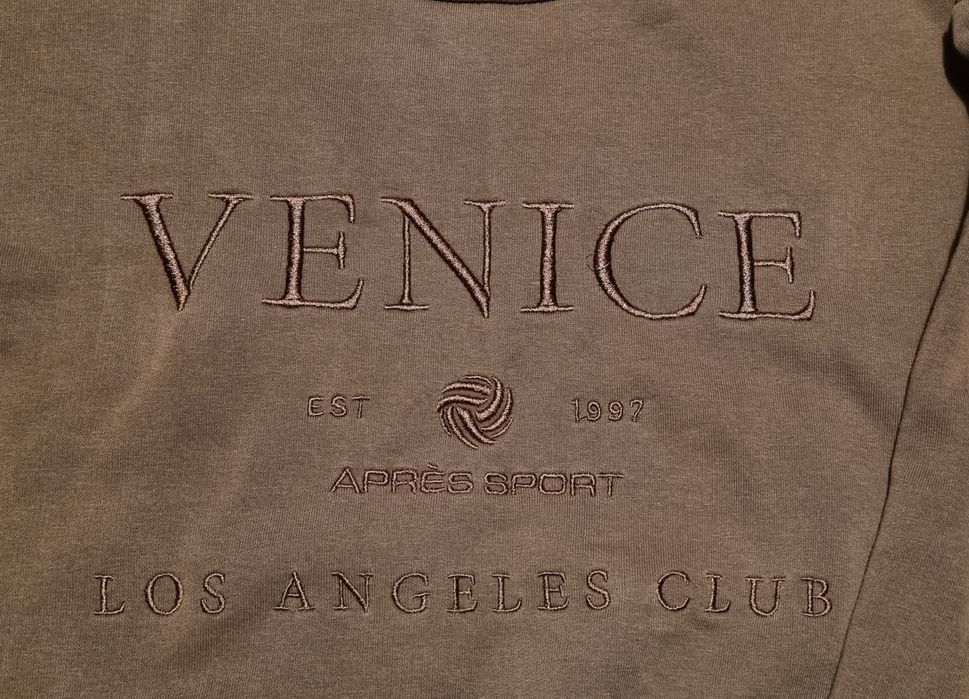 VENICE
EST 1997
APRÈS SPORT
LOS ANGELES CLUB